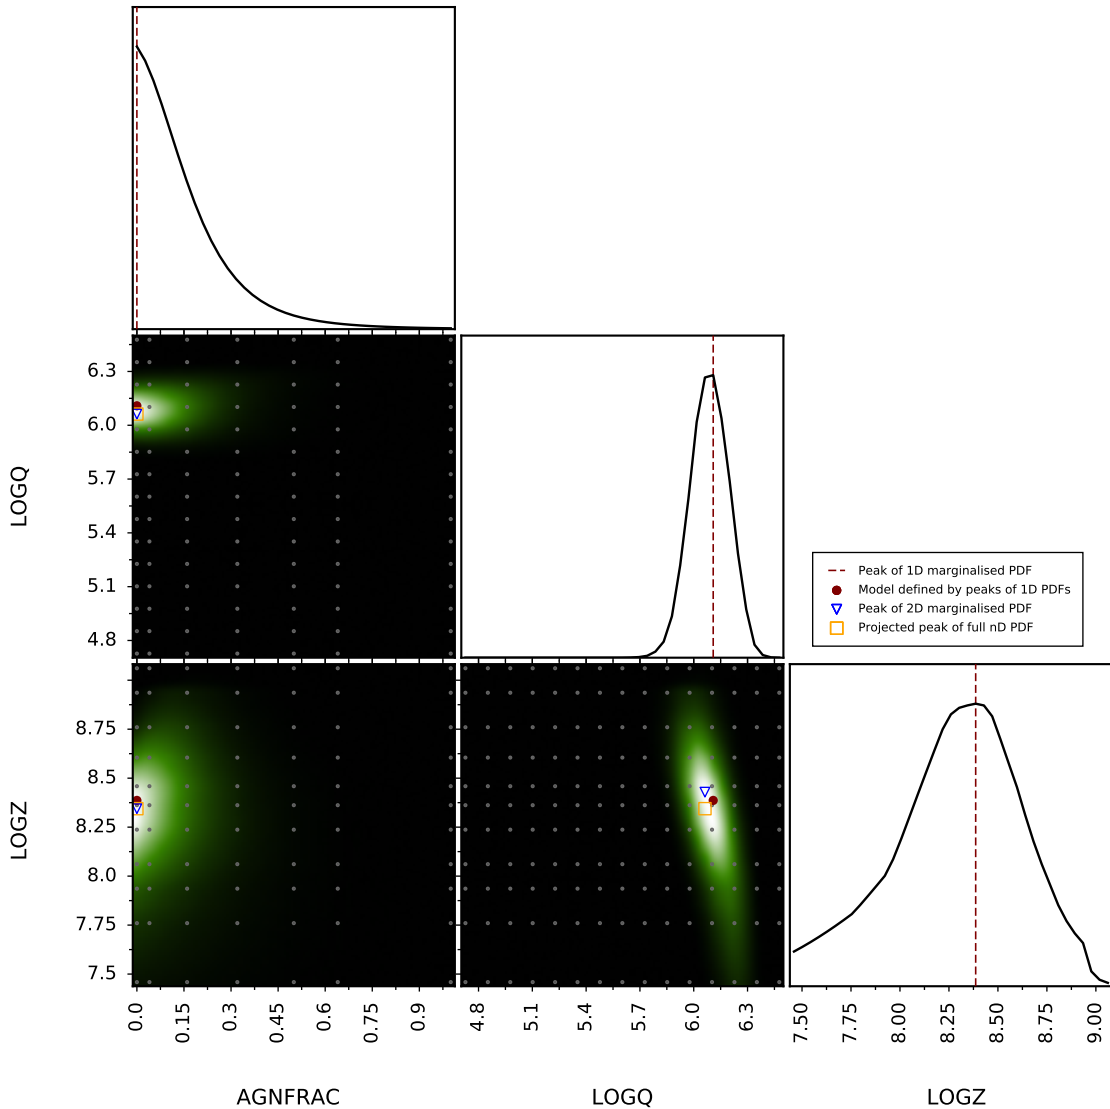 6.3
6.0
5.7
5.4
5.1
4.8
LOGQ
Peak of 1D marginalised PDF
Model defined by peaks of 1D PDFs
Peak of 2D marginalised PDF
Projected peak of full nD PDF
8.75
8.5
8.25
8.0
7.75
7.5
LOGZ
0.0 0.15 0.3 0.45 0.6 0.75 0.9
4.8 5.1 5.4 5.7 6.0 6.3
7.50 7.75 8.00 8.25 8.50 8.75 9.00
AGNFRAC
LOGQ
LOGZ